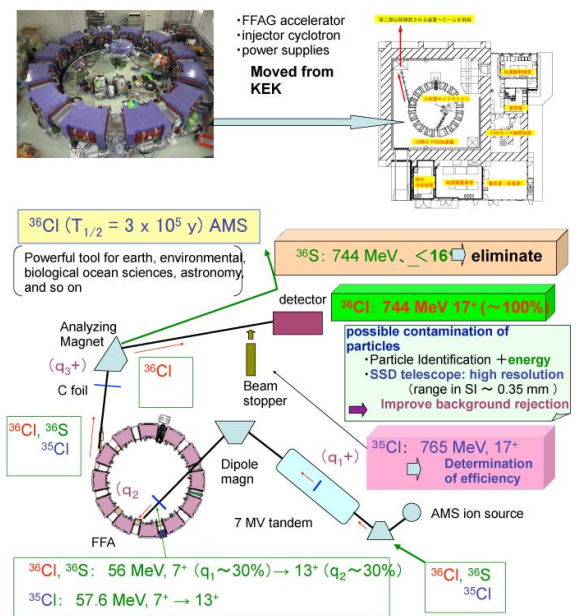 ・FFAG accelerator
・injector cyclotron
・power supplies
Moved from
KEK
³⁶Cl (T₁/₂ = 3 x 10⁵ y) AMS
Powerful tool for earth, environmental,
biological ocean sciences, astronomy,
and so on
³⁶S: 744 MeV、 <16⁺ eliminate
detector
³⁶Cl: 744 MeV 17⁺ (～100%)
Analyzing
Magnet
(q₃+)
C foil
³⁶Cl
Beam
stopper
possible contamination of
particles
・Particle Identification ＋energy
・SSD telescope: high resolution
(range in SI ～ 0.35 mm )
Improve background rejection
³⁶Cl, ³⁶S
³⁵Cl
³⁵Cl: 765 MeV, 17⁺
Determination
of efficiency
(q₂
Dipole
magn
(q₁+)
FFA
7 MV tandem
AMS ion source
³⁶Cl, ³⁶S: 56 MeV, 7⁺ (q₁～30%)→ 13⁺ (q₂～30%)
³⁵Cl: 57.6 MeV, 7⁺ → 13⁺
³⁶Cl, ³⁶S
³⁵Cl